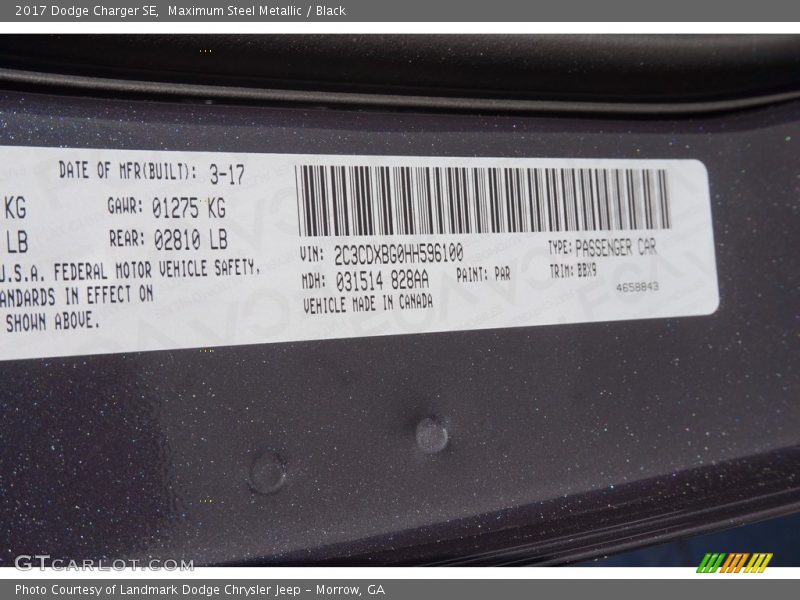 2017 Dodge Charger SE, Maximum Steel Metallic / Black
DATE OF MFR(BUILT): 3-17
KG GAWR: 01275 KG
LB REAR: 02810 LB
U.S.A. FEDERAL MOTOR VEHICLE SAFETY,
ANDARDS IN EFFECT ON
SHOWN ABOVE.
VIN: 2C3CDXBG0HH596100 TYPE: PASSENGER CAR
MDH: 031514 828AA PAINT: PAR TRIM: BBX9
VEHICLE MADE IN CANADA 4658843
GTCARLOT.COM
Photo Courtesy of Landmark Dodge Chrysler Jeep - Morrow, GA